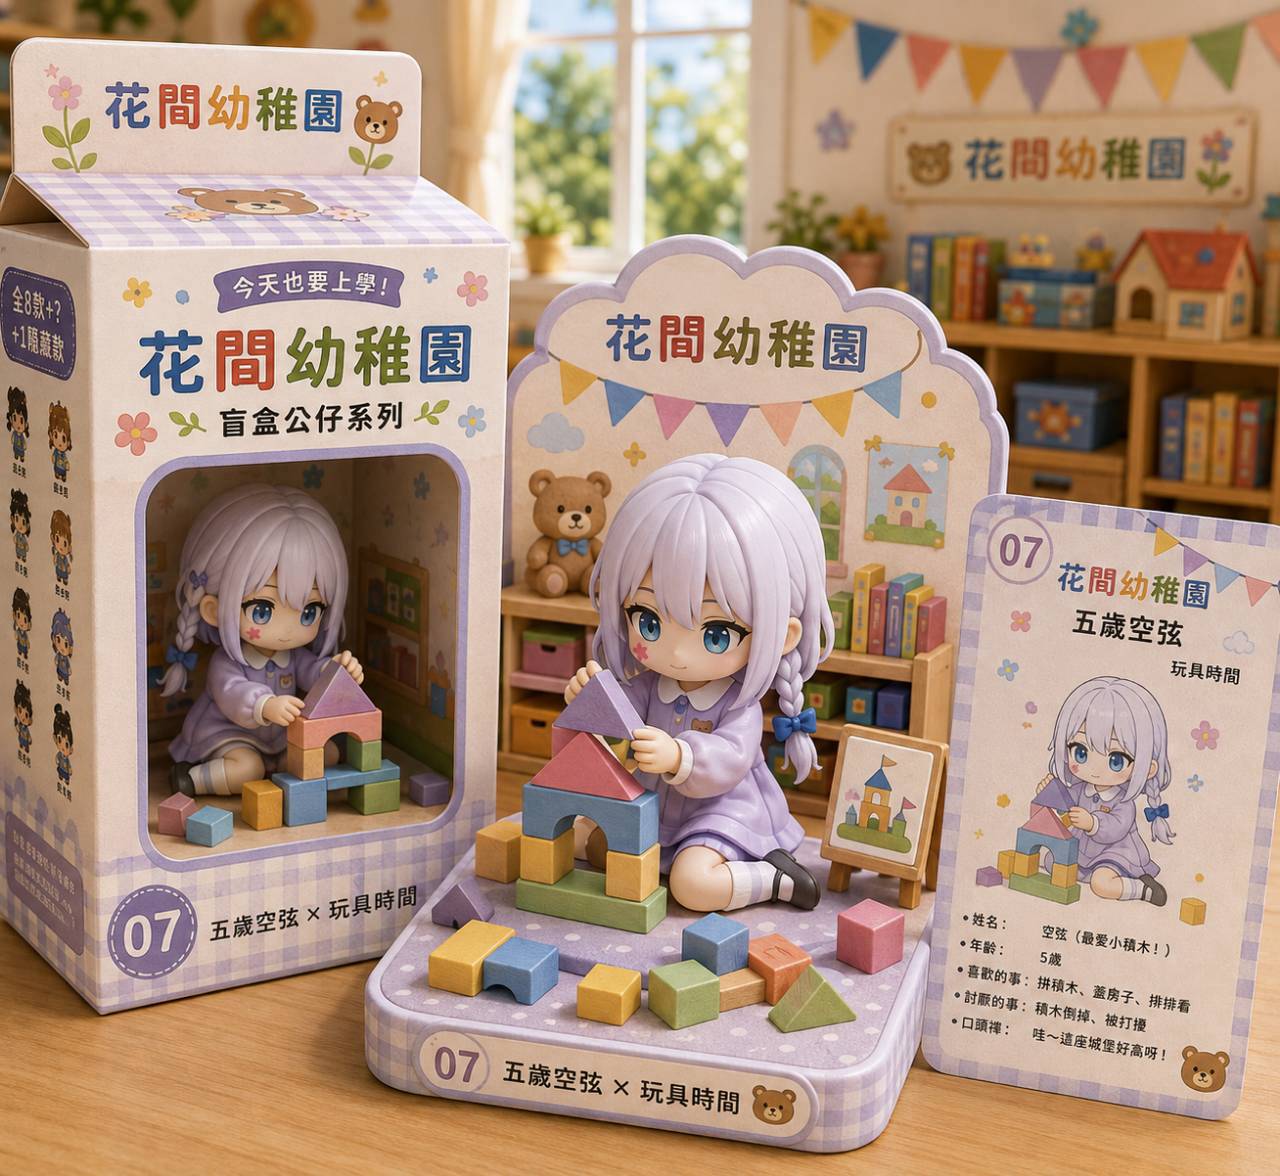 花間幼稚園
今天也要上學!
花間幼稚園
盲盒公仔系列
全8款+?
+1隱藏款
07
五歲空弦 × 玩具時間
花間幼稚園
花間幼稚園
07
五歲空弦 × 玩具時間
07
花間幼稚園
五歲空弦
玩具時間
• 姓名: 空弦(最愛小積木!)
• 年齡: 5歲
• 喜歡的事: 拼積木、蓋房子、排排看
• 討厭的事: 積木倒掉、被打擾
• 口頭禪: 哇~這座城堡好高呀!